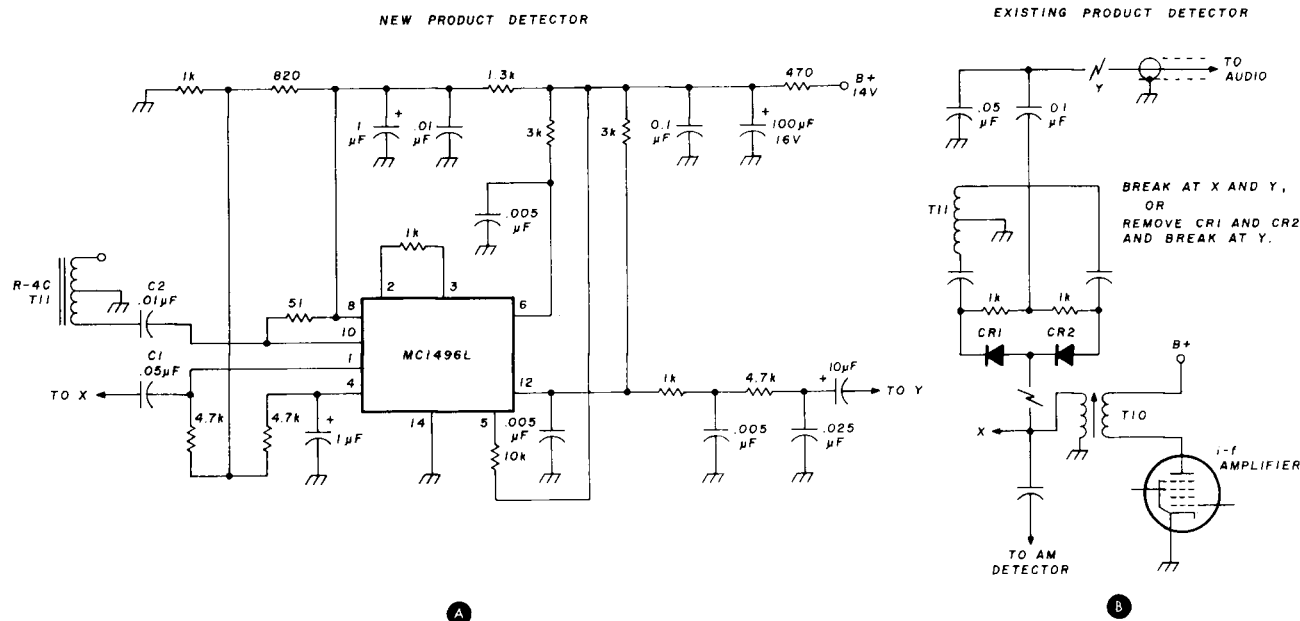 NEW PRODUCT DETECTOR
1k
820
1.3k
470
B+
14V
1
μF
+
.01
μF
3k
3k
0.1
μF
+
100μF
16V
.005
μF
1k
R-4C
T11
C2
.01μF
51
2
3
8
10
1
4
6
12
14
5
MC1496L
C1
.05μF
TO X
4.7k
4.7k
+
1μF
10k
.005
μF
1k
4.7k
+
10μF
TO Y
.005
μF
.025
μF
A
EXISTING PRODUCT DETECTOR
TO
AUDIO
Y
.05
μF
.01
μF
T11
BREAK AT X AND Y,
OR
REMOVE CR1 AND CR2
AND BREAK AT Y.
1k
1k
CR1
CR2
B+
X
T10
i-f
AMPLIFIER
TO AM
DETECTOR
B